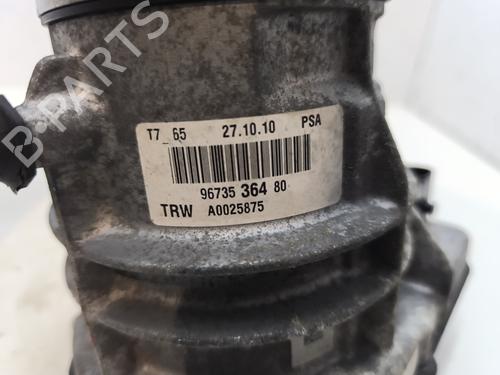 T7_65 27.10.10 PSA
96735 364 80
TRW A0025875
B-PARTS